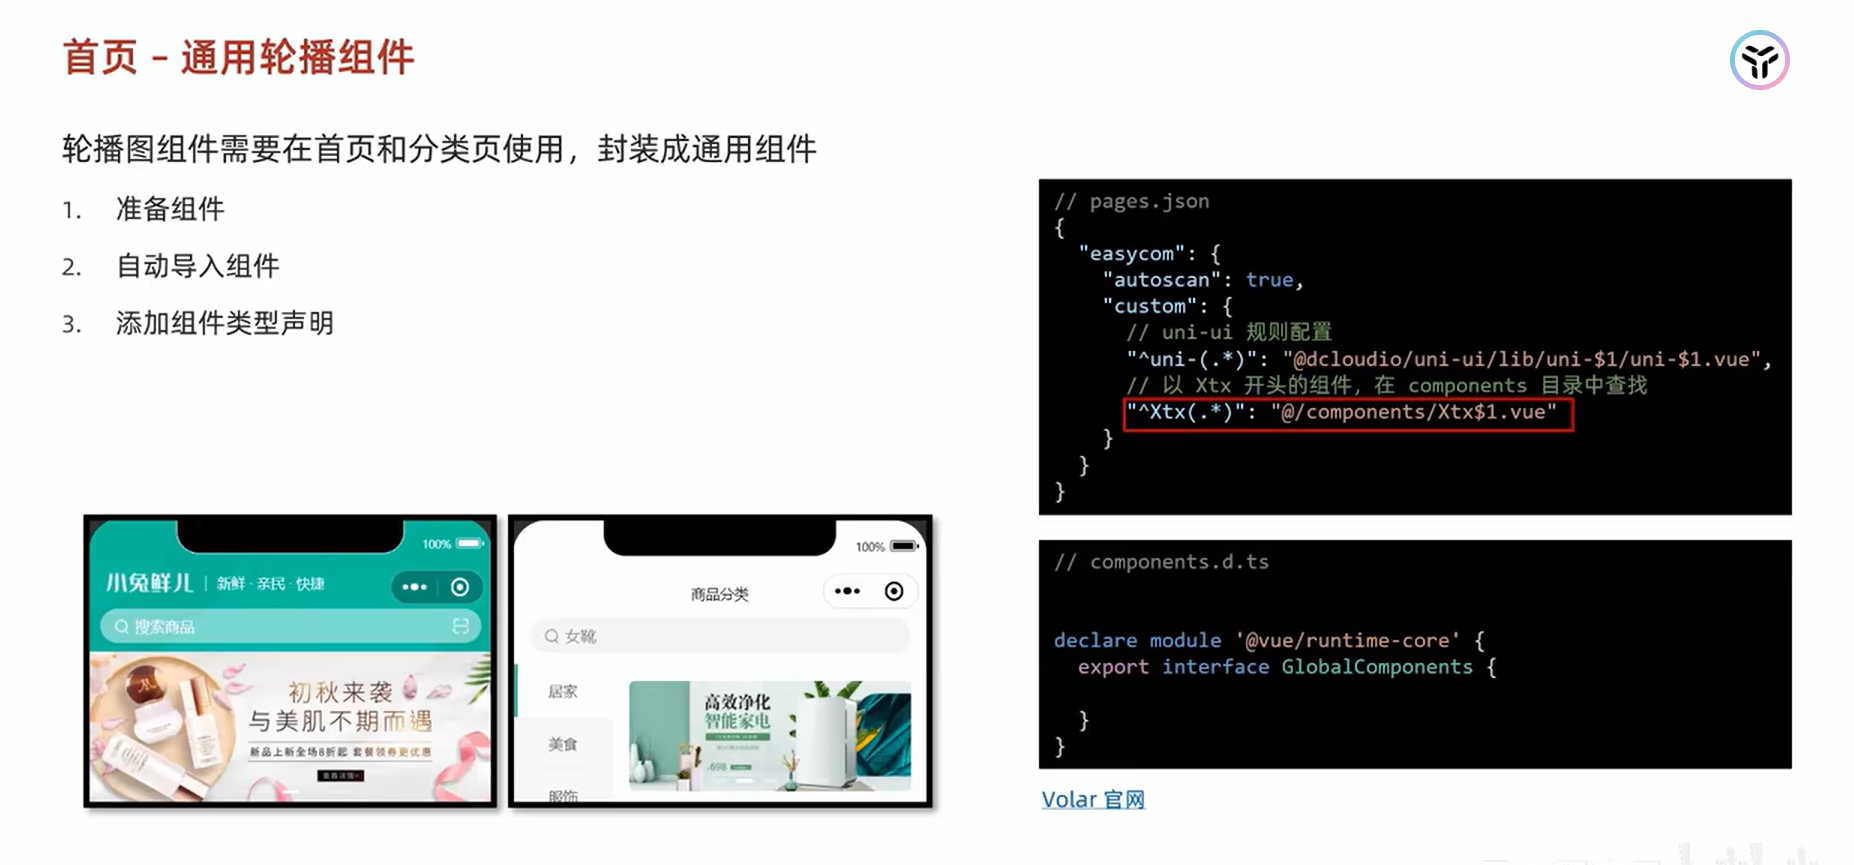 首页 – 通用轮播组件
轮播图组件需要在首页和分类页使用，封装成通用组件
1. 准备组件
2. 自动导入组件
3. 添加组件类型声明
// pages.json
{
"easycom": {
"autoscan": true,
"custom": {
// uni-ui 规则配置
"^uni-(.*)": "@dcloudio/uni-ui/lib/uni-$1/uni-$1.vue",
// 以 Xtx 开头的组件，在 components 目录中查找
"^Xtx(.*)": "@/components/Xtx$1.vue"
}
}
}
// components.d.ts
declare module '@vue/runtime-core' {
export interface GlobalComponents {
}
}
Volar 官网
100%
小兔鲜儿 | 新鲜·亲民·快捷
搜索商品
初秋来袭
与美肌不期而遇
新品上新全场8折起 套餐领券更优惠
查看详情
100%
商品分类
女靴
居家
美食
服饰
高效净化
智能家电
698